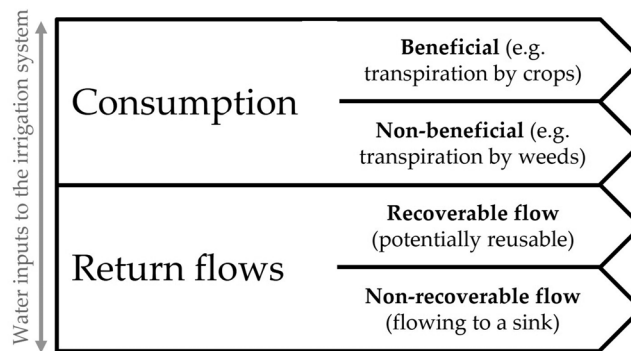 Water inputs to the irrigation system
Consumption
Beneficial (e.g.
transpiration by crops)
Non-beneficial (e.g.
transpiration by weeds)
Return flows
Recoverable flow
(potentially reusable)
Non-recoverable flow
(flowing to a sink)